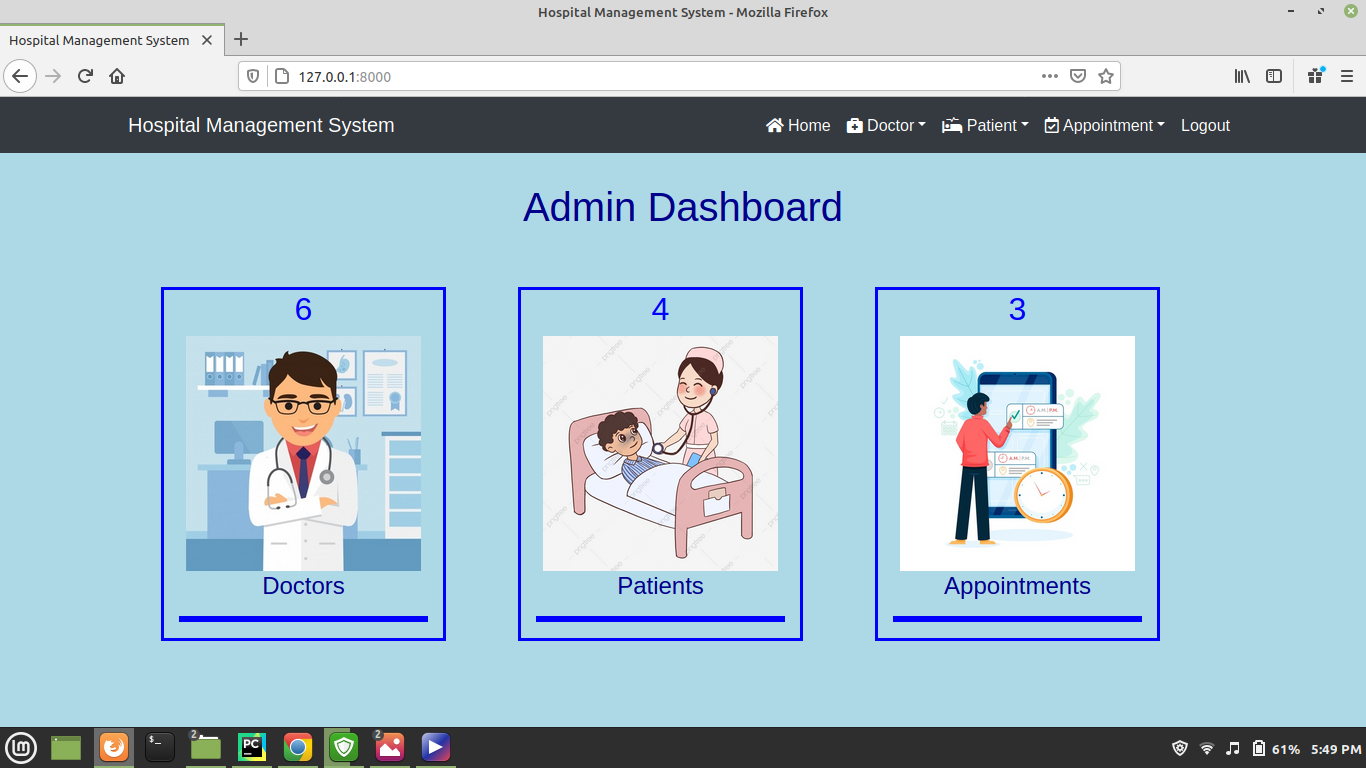 Hospital Management System - Mozilla Firefox
Hospital Management System
127.0.0.1:8000
Hospital Management System Home Doctor Patient Appointment Logout
Admin Dashboard
6 4 3
pngtree
A.M. P.M.
A.M. P.M.
Doctors Patients Appointments
2 PC 2 61% 5:49 PM